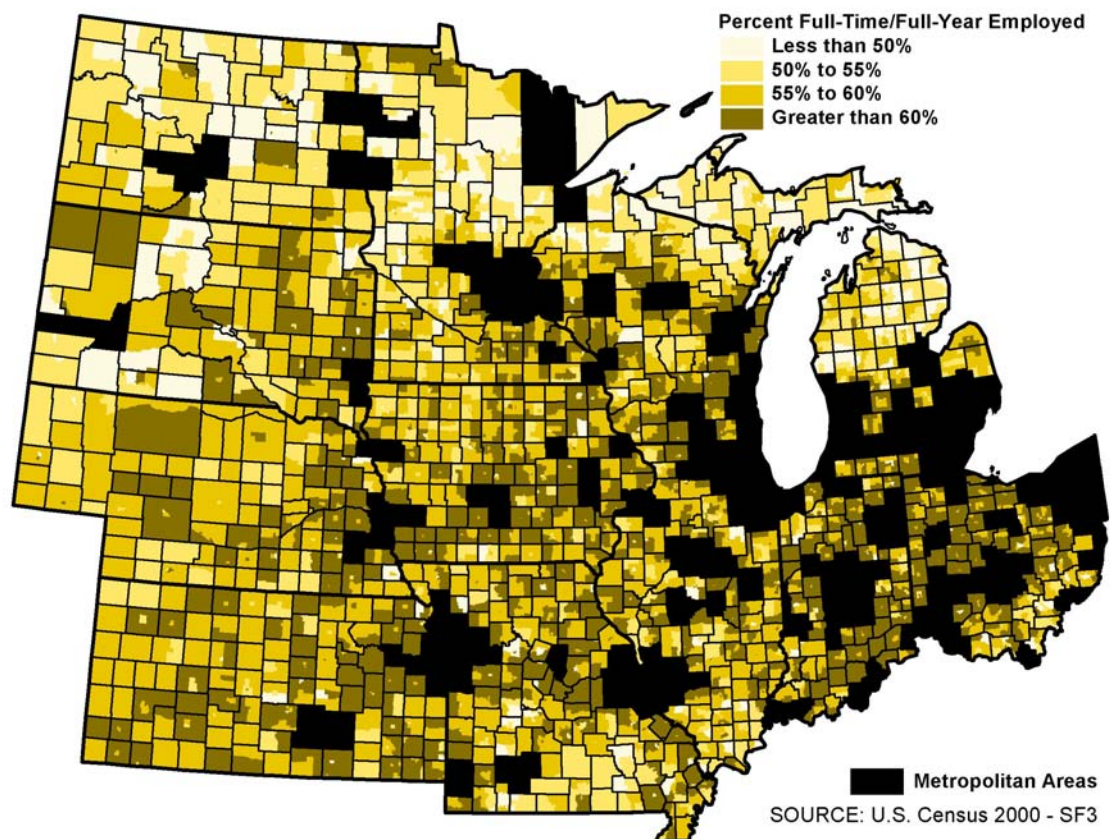 Percent Full-Time/Full-Year Employed
Less than 50%
50% to 55%
55% to 60%
Greater than 60%
Metropolitan Areas
SOURCE: U.S. Census 2000 - SF3